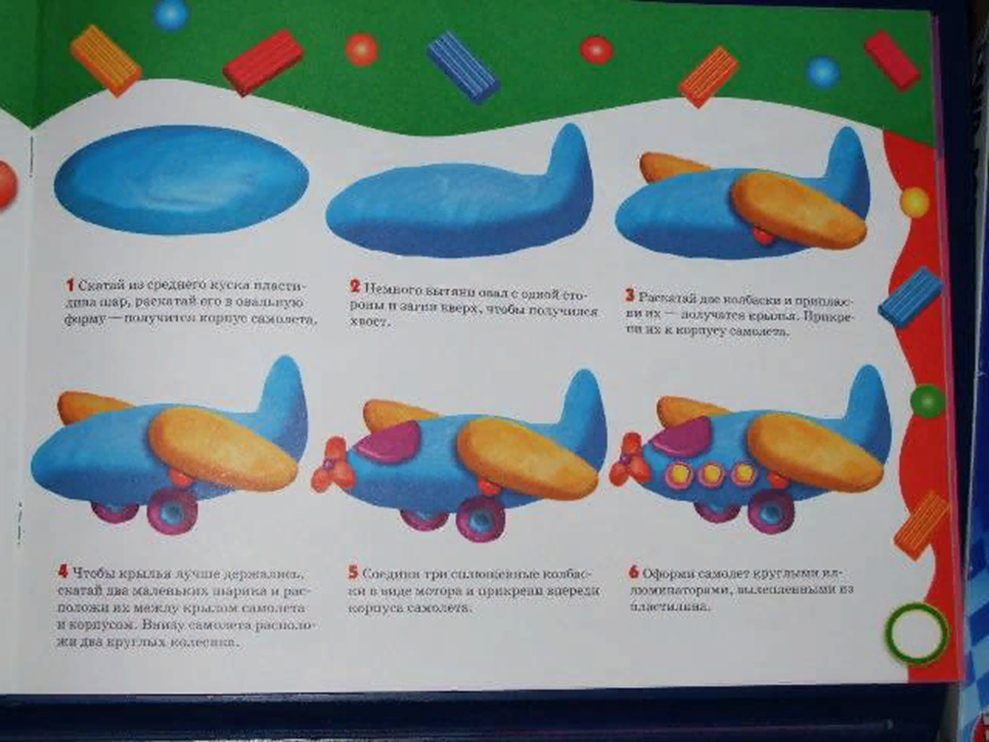 1 Скатай из среднего куска пласти-
лина шар, раскатай его в овальную
форму — получится корпус самолета.
2 Немного вытяни овал с одной сто-
роны и загни кверх, чтобы получился
хвост.
3 Раскатай две колбаски и приплюс-
ни их — получатся крылья. Прикре-
пи их к корпусу самолета.
4 Чтобы крылья лучше держались,
скатай два маленьких шарика и рас-
положи их между крылом самолета
и корпусом. Внизу самолета располо-
жи два круглых колесика.
5 Соедини три сплющенные колбас-
ки в виде мотора и прикрепи впереди
корпуса самолета.
6 Оформи самолет круглыми ил-
люминаторами, вылепленными из
пластилина.